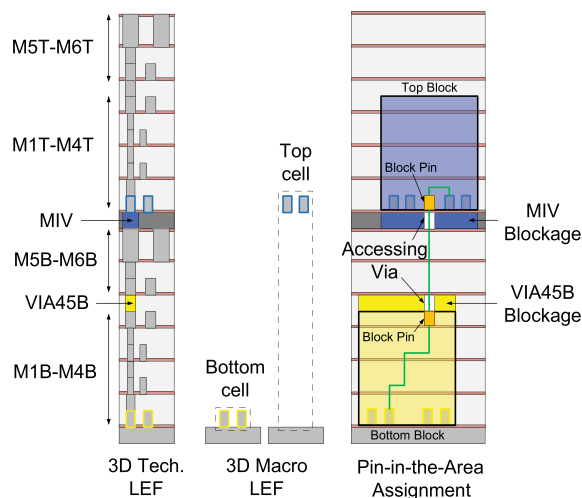 M5T-M6T
M1T-M4T
MIV
M5B-M6B
VIA45B
M1B-M4B
3D Tech.
LEF
Top
cell
Bottom
cell
3D Macro
LEF
Top Block
Block Pin
MIV
Blockage
Accessing
Via
VIA45B
Blockage
Block Pin
Bottom Block
Pin-in-the-Area
Assignment